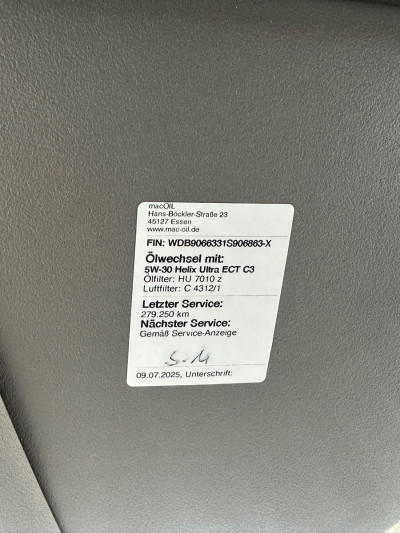 macOIL
Hans-Böckler-Straße 23
45127 Essen
www.mac-oil.de
FIN: WDB9066331S906863-X
Ölwechsel mit:
5W-30 Helix Ultra ECT C3
Ölfilter: HU 7010 z
Luftfilter: C 4312/1
Letzter Service:
279.250 km
Nächster Service:
Gemäß Service-Anzeige
09.07.2025, Unterschrift: